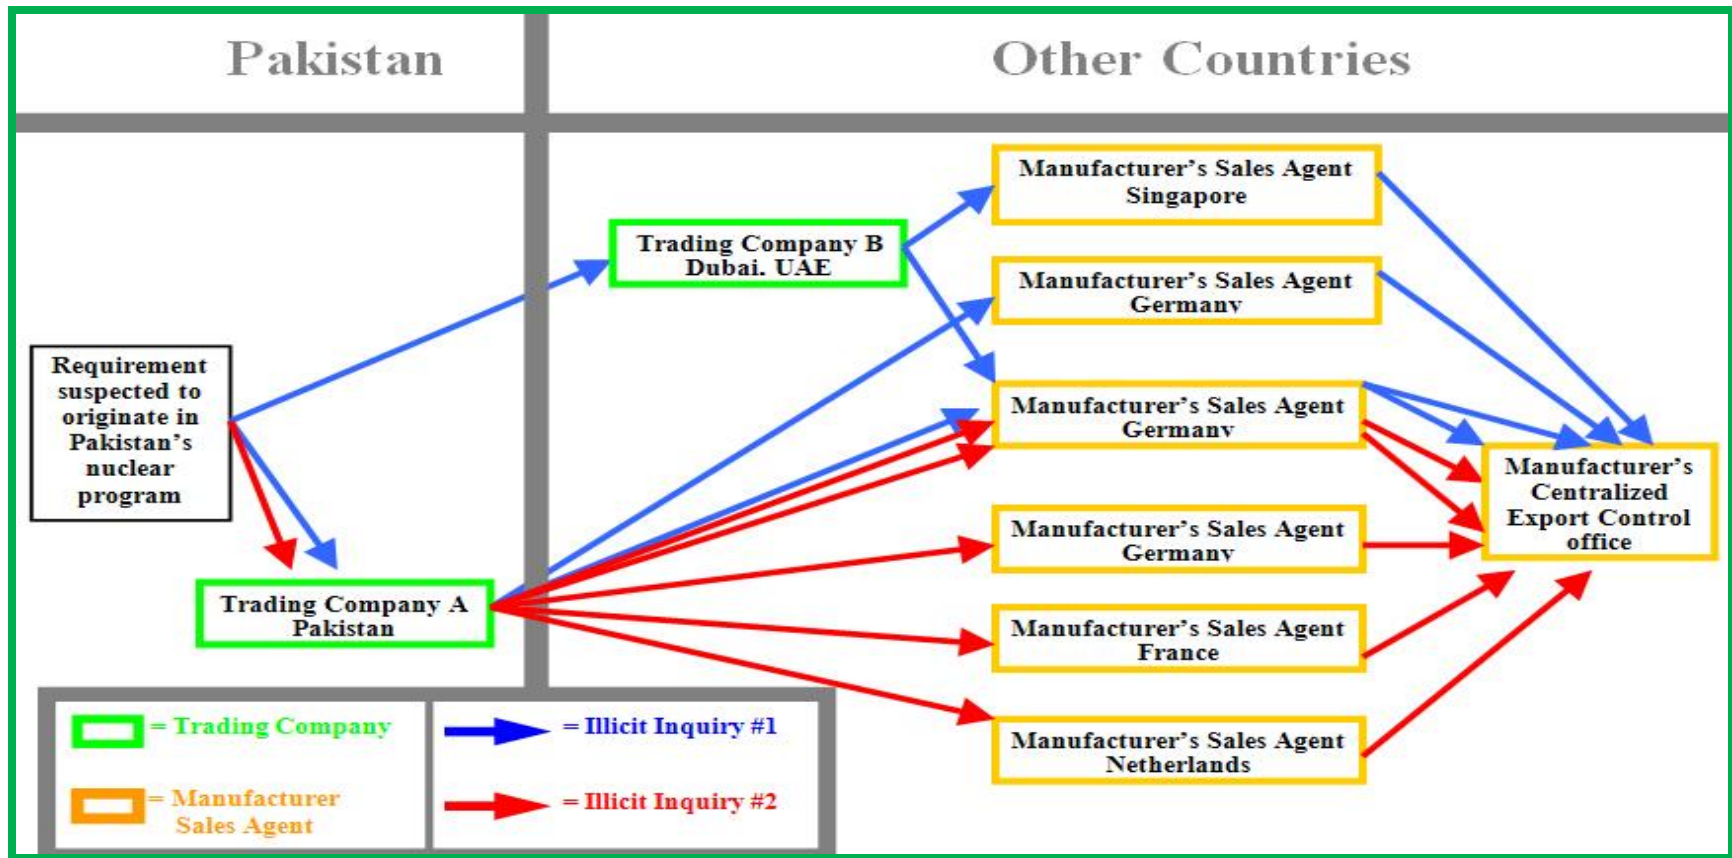 Pakistan
Other Countries
Manufacturer’s Sales Agent
Singapore
Trading Company B
Dubai. UAE
Manufacturer’s Sales Agent
Germany
Requirement
suspected to
originate in
Pakistan’s
nuclear
program
Manufacturer’s Sales Agent
Germany
Manufacturer’s
Centralized
Export Control
office
Manufacturer’s Sales Agent
Germany
Trading Company A
Pakistan
Manufacturer’s Sales Agent
France
Manufacturer’s Sales Agent
Netherlands
= Trading Company
= Illicit Inquiry #1
= Manufacturer
Sales Agent
= Illicit Inquiry #2